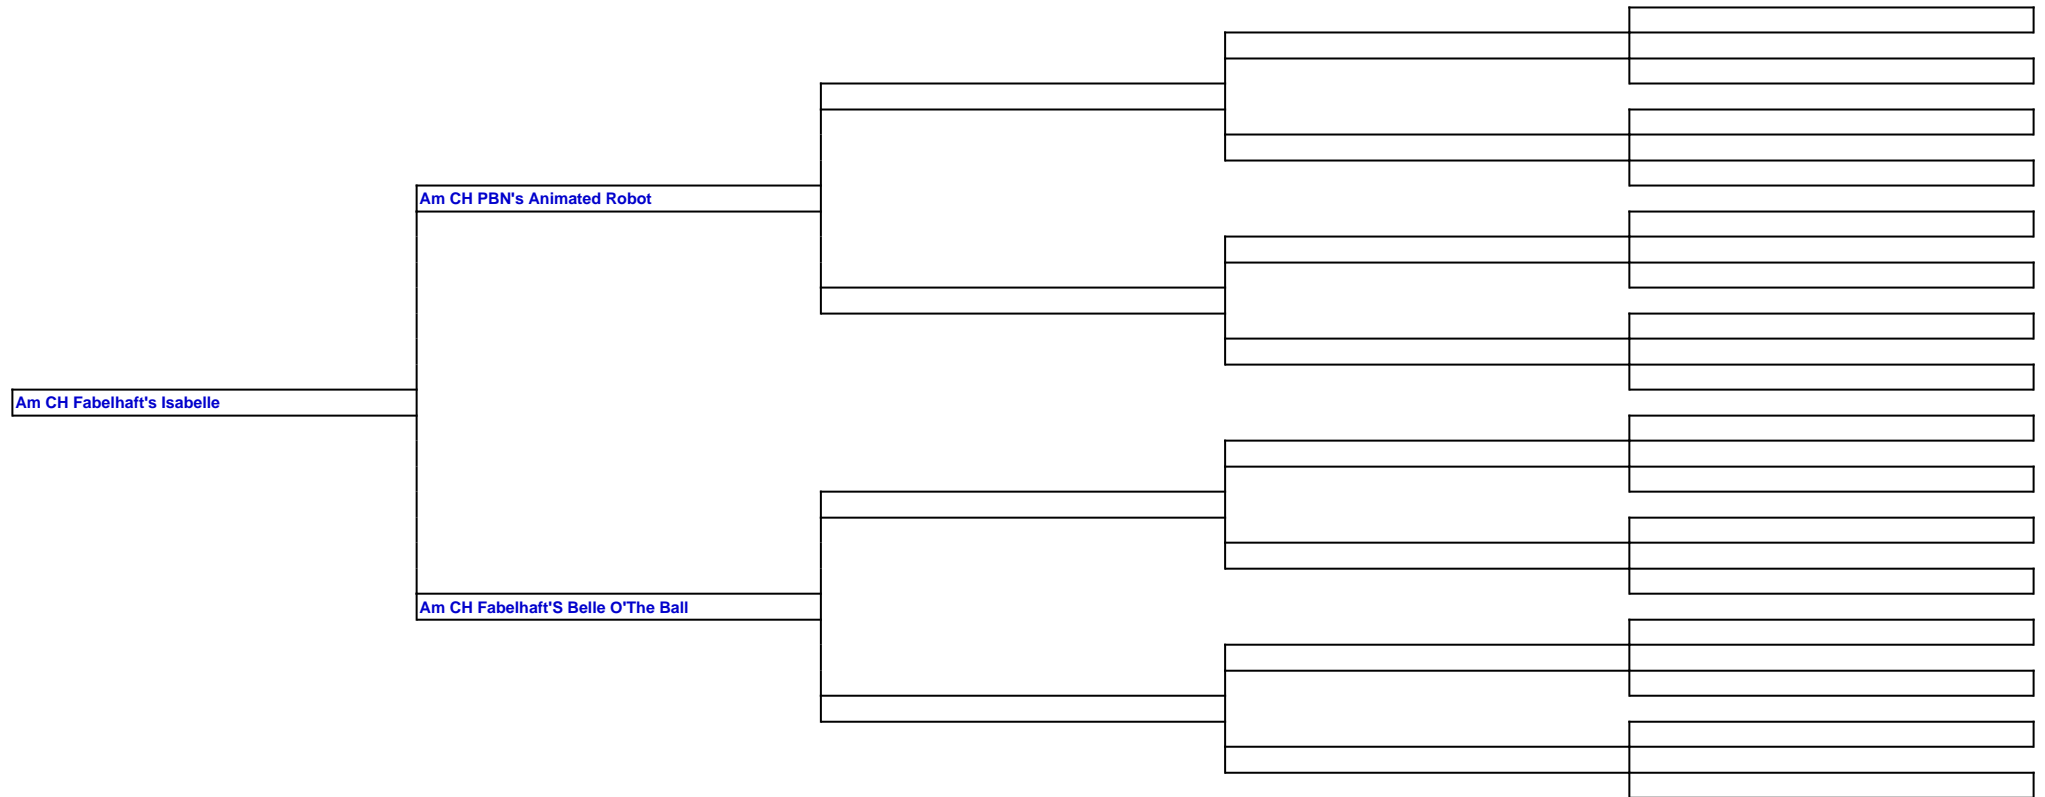 Am CH PBN's Animated Robot
Am CH Fabelhaft's Isabelle
Am CH Fabelhaft'S Belle O'The Ball